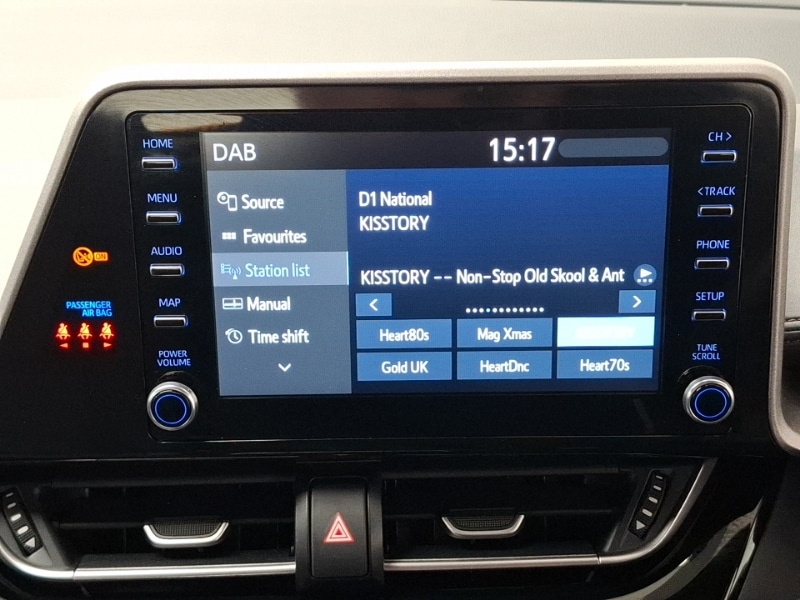 HOME
MENU
AUDIO
MAP
POWER
VOLUME
ON
PASSENGER
AIR BAG
DAB
15:17
Source
Favourites
Station list
Manual
Time shift
D1 National
KISSTORY
KISSTORY -- Non-Stop Old Skool & Ant
<
>
Heart80s
Mag Xmas
KISSTORY
Gold UK
HeartDnc
Heart70s
CH >
< TRACK
PHONE
SETUP
TUNE
SCROLL